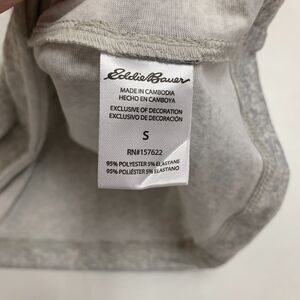 Eddie Bauer
MADE IN CAMBODIA
HECHO EN CAMBOYA
EXCLUSIVE OF DECORATION
EXCLUSIVO DE DECORACIÓN
S
RN#157622
95% POLYESTER 5% ELASTANE
95% POLIÉSTER 5% ELASTANO